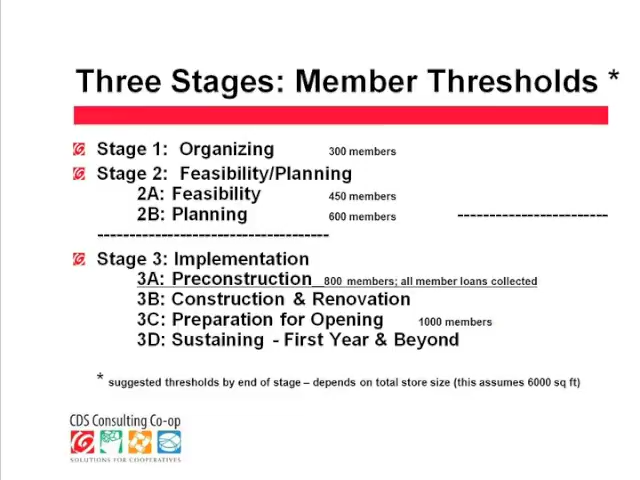 Three Stages: Member Thresholds *
Stage 1: Organizing 300 members
Stage 2: Feasibility/Planning
2A: Feasibility 450 members
2B: Planning 600 members ------------------------
------------------------------------
Stage 3: Implementation
3A: Preconstruction 800 members; all member loans collected
3B: Construction & Renovation
3C: Preparation for Opening 1000 members
3D: Sustaining - First Year & Beyond
* suggested thresholds by end of stage – depends on total store size (this assumes 6000 sq ft)
CDS Consulting Co-op
SOLUTIONS FOR COOPERATIVES